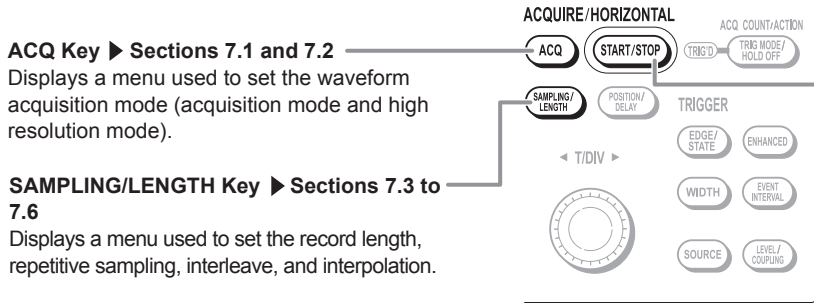 ACQ Key ▶ Sections 7.1 and 7.2
Displays a menu used to set the waveform
acquisition mode (acquisition mode and high
resolution mode).
SAMPLING/LENGTH Key ▶ Sections 7.3 to
7.6
Displays a menu used to set the record length,
repetitive sampling, interleave, and interpolation.
ACQUIRE/HORIZONTAL
ACQ COUNT/ACTION
ACQ
START/STOP
TRIG'D
TRIG MODE/
HOLD OFF
SAMPLING/
LENGTH
POSITION/
DELAY
TRIGGER
EDGE/
STATE
ENHANCED
◄ T/DIV ►
WIDTH
EVENT
INTERVAL
SOURCE
LEVEL/
COUPLING